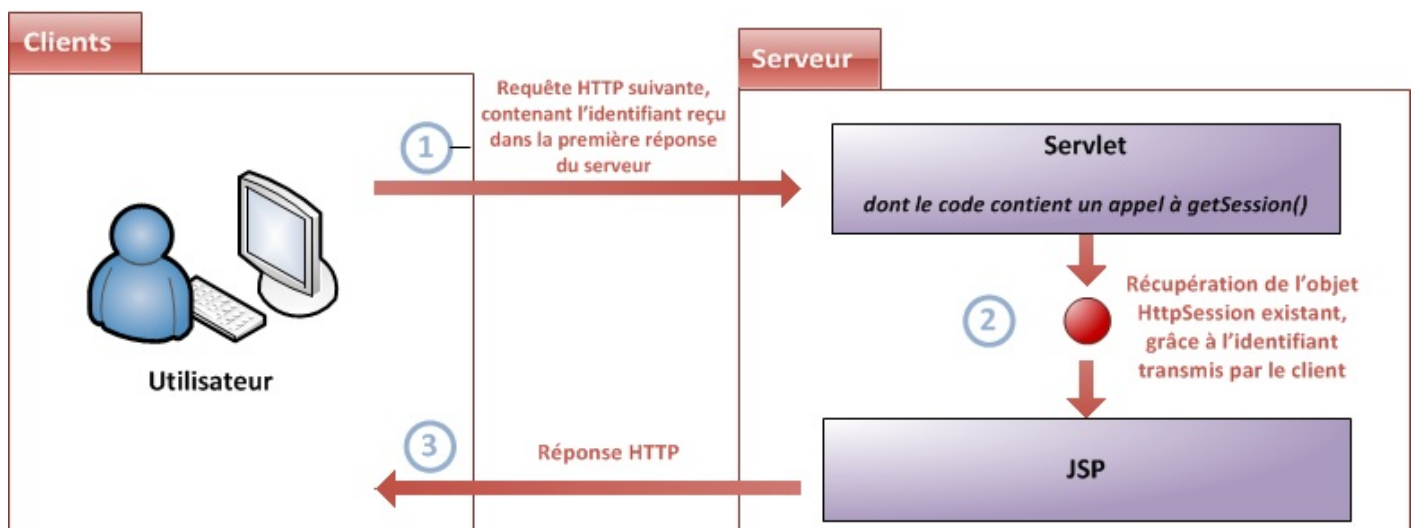 Clients
Serveur
Requête HTTP suivante,
contenant l'identifiant reçu
dans la première réponse
du serveur
1
Servlet
dont le code contient un appel à getSession()
2
Récupération de l'objet
HttpSession existant,
grâce à l'identifiant
transmis par le client
Utilisateur
3
Réponse HTTP
JSP